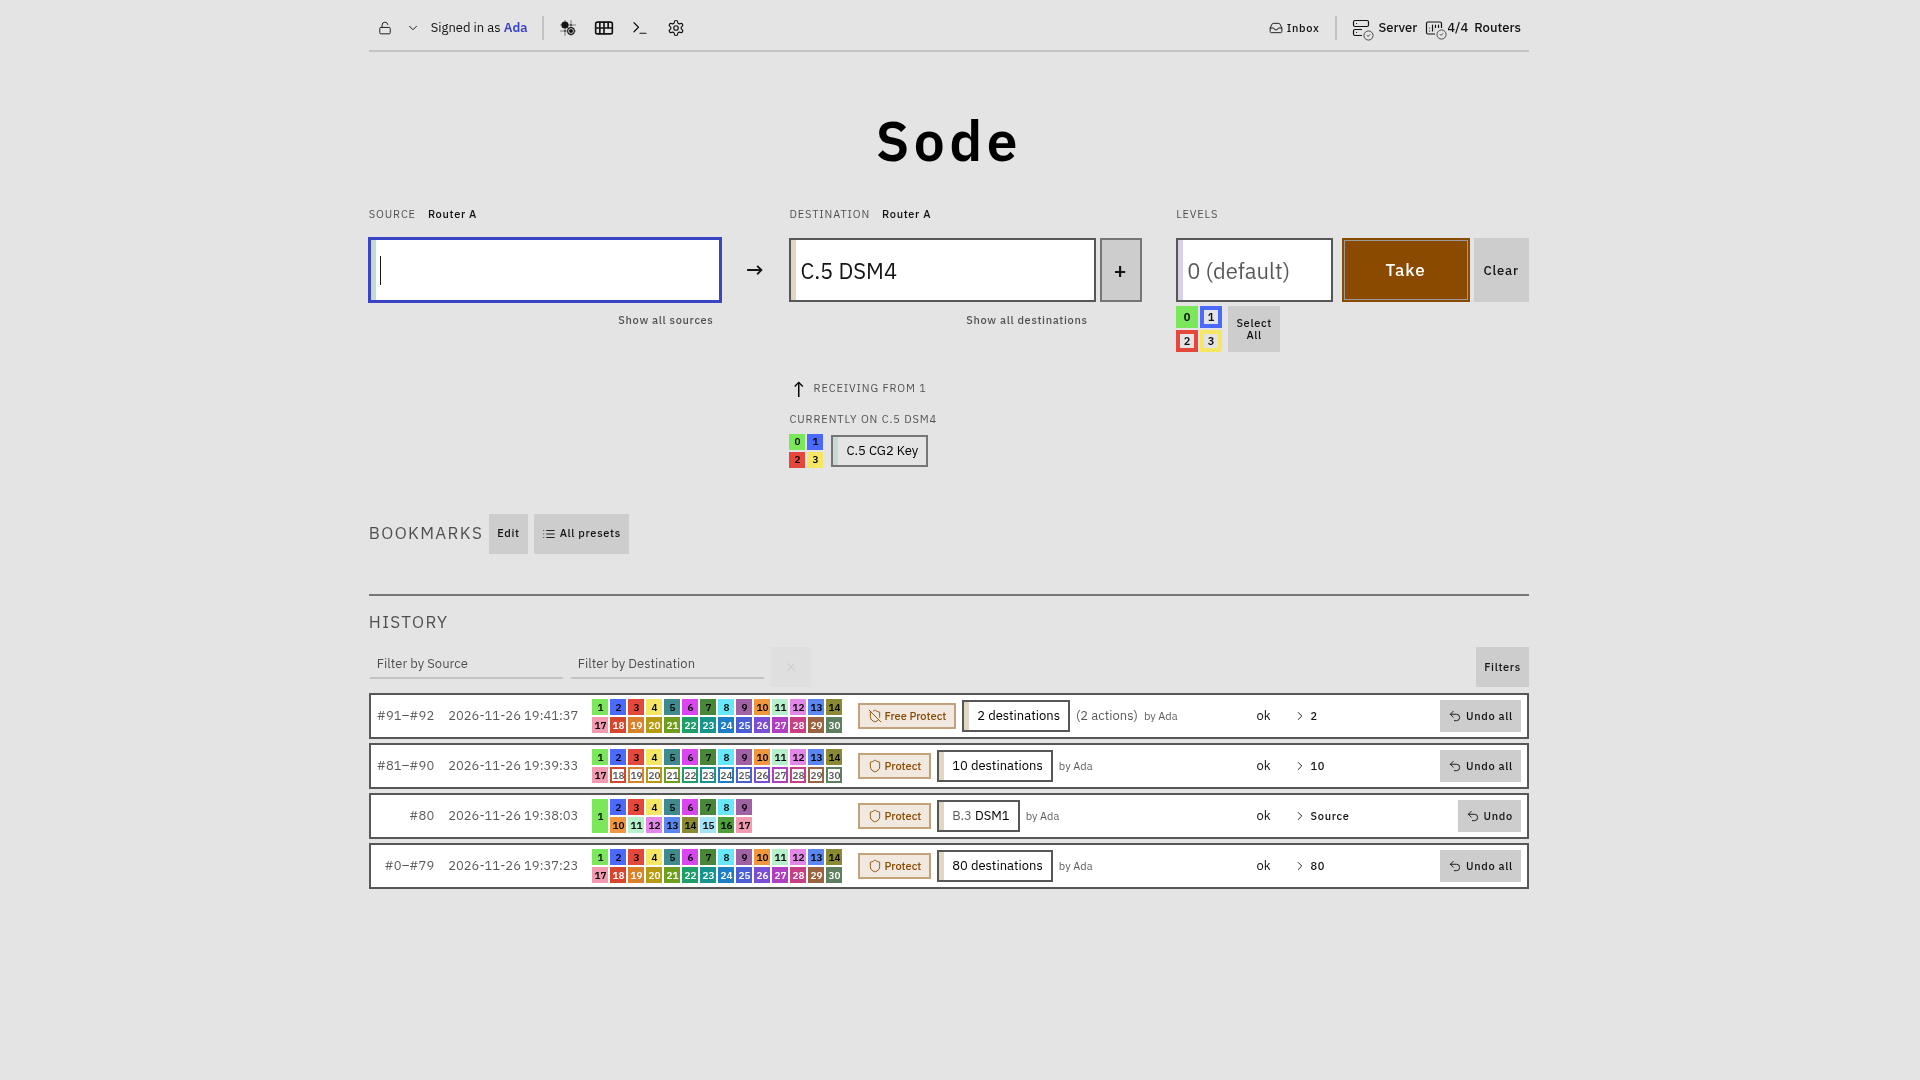 Signed in as Ada
Inbox
Server
4/4 Routers
Sode
SOURCE Router A
DESTINATION Router A
LEVELS
→
C.5 DSM4
+
0 (default)
Take
Clear
Show all sources
Show all destinations
0 1
2 3
Select All
RECEIVING FROM 1
CURRENTLY ON C.5 DSM4
0 1
2 3
C.5 CG2 Key
BOOKMARKS
Edit
All presets
HISTORY
Filter by Source
Filter by Destination
Filters
#91–#92 2026-11-26 19:41:37
1 2 3 4 5 6 7 8 9 10 11 12 13 14
17 18 19 20 21 22 23 24 25 26 27 28 29 30
Free Protect 2 destinations (2 actions) by Ada ok > 2 Undo all
#81–#90 2026-11-26 19:39:33
1 2 3 4 5 6 7 8 9 10 11 12 13 14
17 18 19 20 21 22 23 24 25 26 27 28 29 30
Protect 10 destinations by Ada ok > 10 Undo all
#80 2026-11-26 19:38:03
1 2 3 4 5 6 7 8 9
10 11 12 13 14 15 16 17
Protect B.3 DSM1 by Ada ok > Source Undo
#0–#79 2026-11-26 19:37:23
1 2 3 4 5 6 7 8 9 10 11 12 13 14
17 18 19 20 21 22 23 24 25 26 27 28 29 30
Protect 80 destinations by Ada ok > 80 Undo all